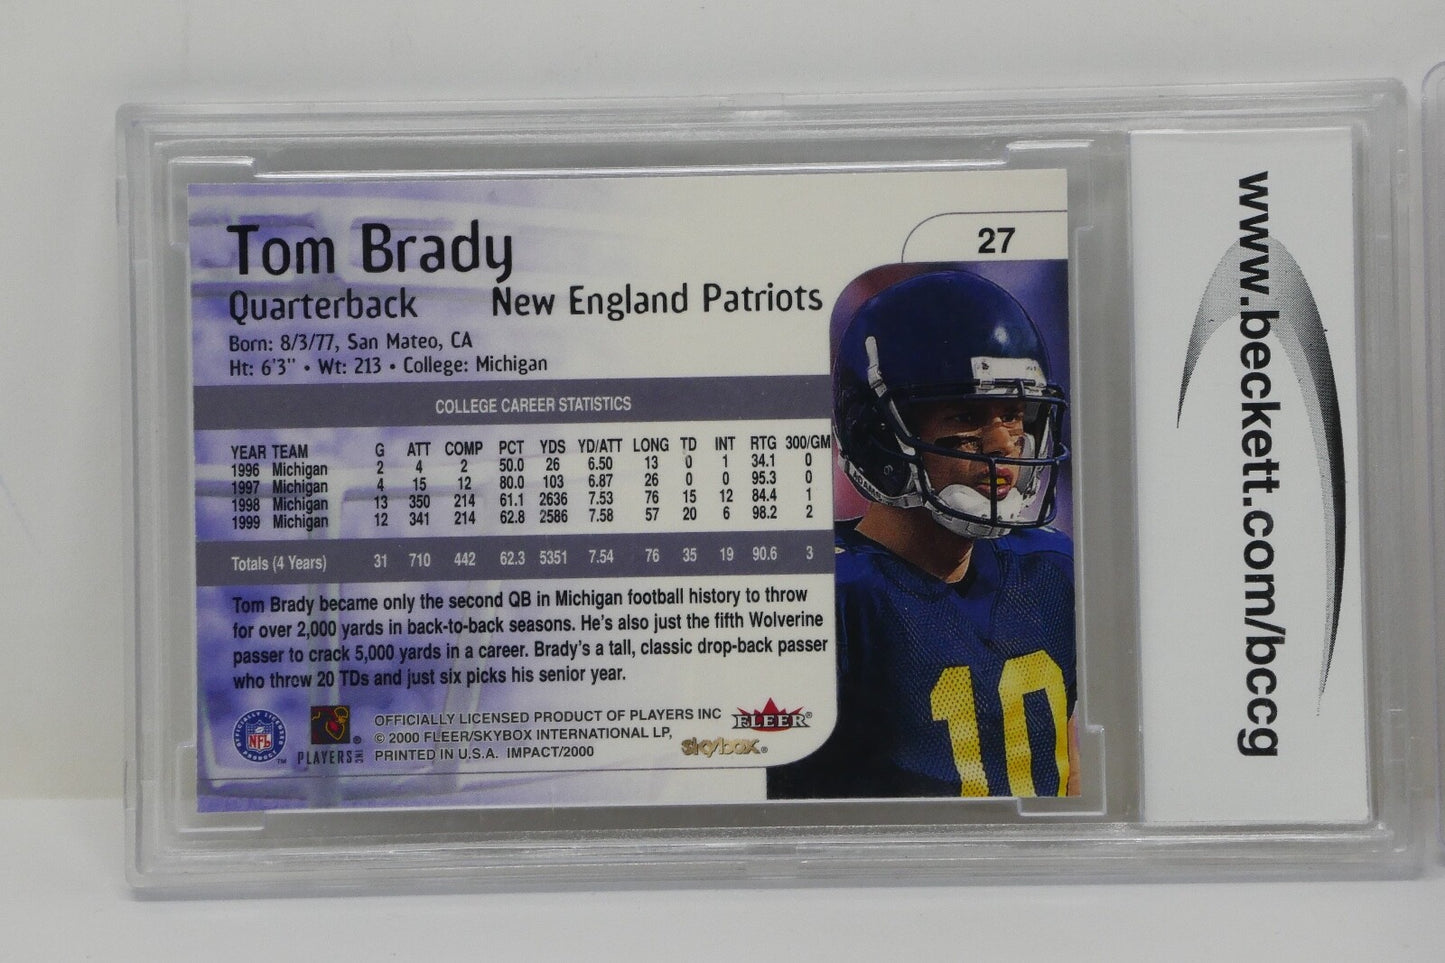 Tom Brady
27
Quarterback New England Patriots
Born: 8/3/77, San Mateo, CA
Ht: 6'3" • Wt: 213 • College: Michigan
COLLEGE CAREER STATISTICS
YEAR TEAM G ATT COMP PCT YDS YD/ATT LONG TD INT RTG 300/GM
1996 Michigan 2 4 2 50.0 26 6.50 13 0 1 34.1 0
1997 Michigan 4 15 12 80.0 103 6.87 26 0 0 95.3 0
1998 Michigan 13 350 214 61.1 2636 7.53 76 15 12 84.4 1
1999 Michigan 12 341 214 62.8 2586 7.58 57 20 6 98.2 2
Totals (4 Years) 31 710 442 62.3 5351 7.54 76 35 19 90.6 3
Tom Brady became only the second QB in Michigan football history to throw
for over 2,000 yards in back-to-back seasons. He's also just the fifth Wolverine
passer to crack 5,000 yards in a career. Brady's a tall, classic drop-back passer
who threw 20 TDs and just six picks his senior year.
OFFICIALLY LICENSED PRODUCT OF PLAYERS INC
© 2000 FLEER/SKYBOX INTERNATIONAL LP,
PRINTED IN U.S.A. IMPACT/2000
OFFICIALLY LICENSED PRODUCT
NFL
TM
PLAYERS INC
®
FLEER®
skybox®
10
ADAMS
www.beckett.com/bccg